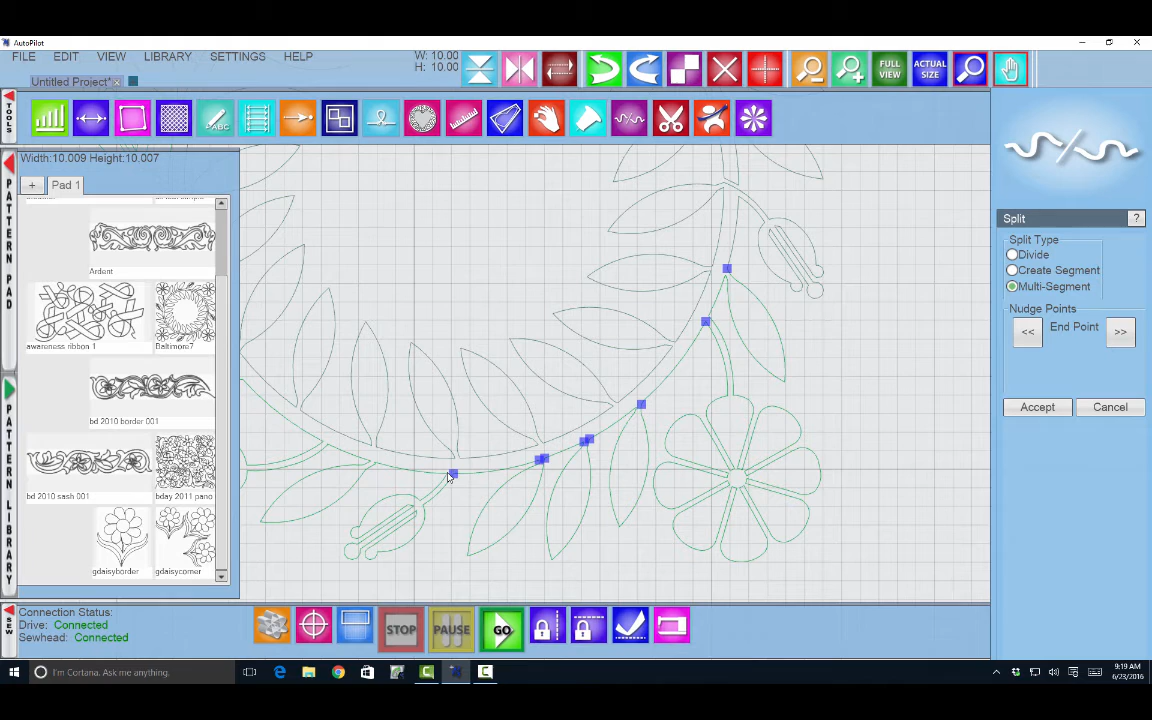 AutoPilot
FILE EDIT VIEW LIBRARY SETTINGS HELP
W: 10.00
H: 10.00
FULL VIEW
ACTUAL SIZE
Untitled Project*
TOOLS
ABC
Width:10.009 Height:10.007
+ Pad 1
PATTERN PAD
Ardent
awareness ribbon 1 Baltimore7
bd 2010 border 001
bd 2010 sash 001 bday 2011 pano
gdaisyborder gdaisycorner
PATTERN LIBRARY
Split ?
Split Type
Divide
Create Segment
Multi-Segment
Nudge Points
<< End Point >>
Accept Cancel
SEW
Connection Status:
Drive: Connected
Sewhead: Connected
STOP PAUSE GO
I'm Cortana. Ask me anything.
9:19 AM
6/23/2016